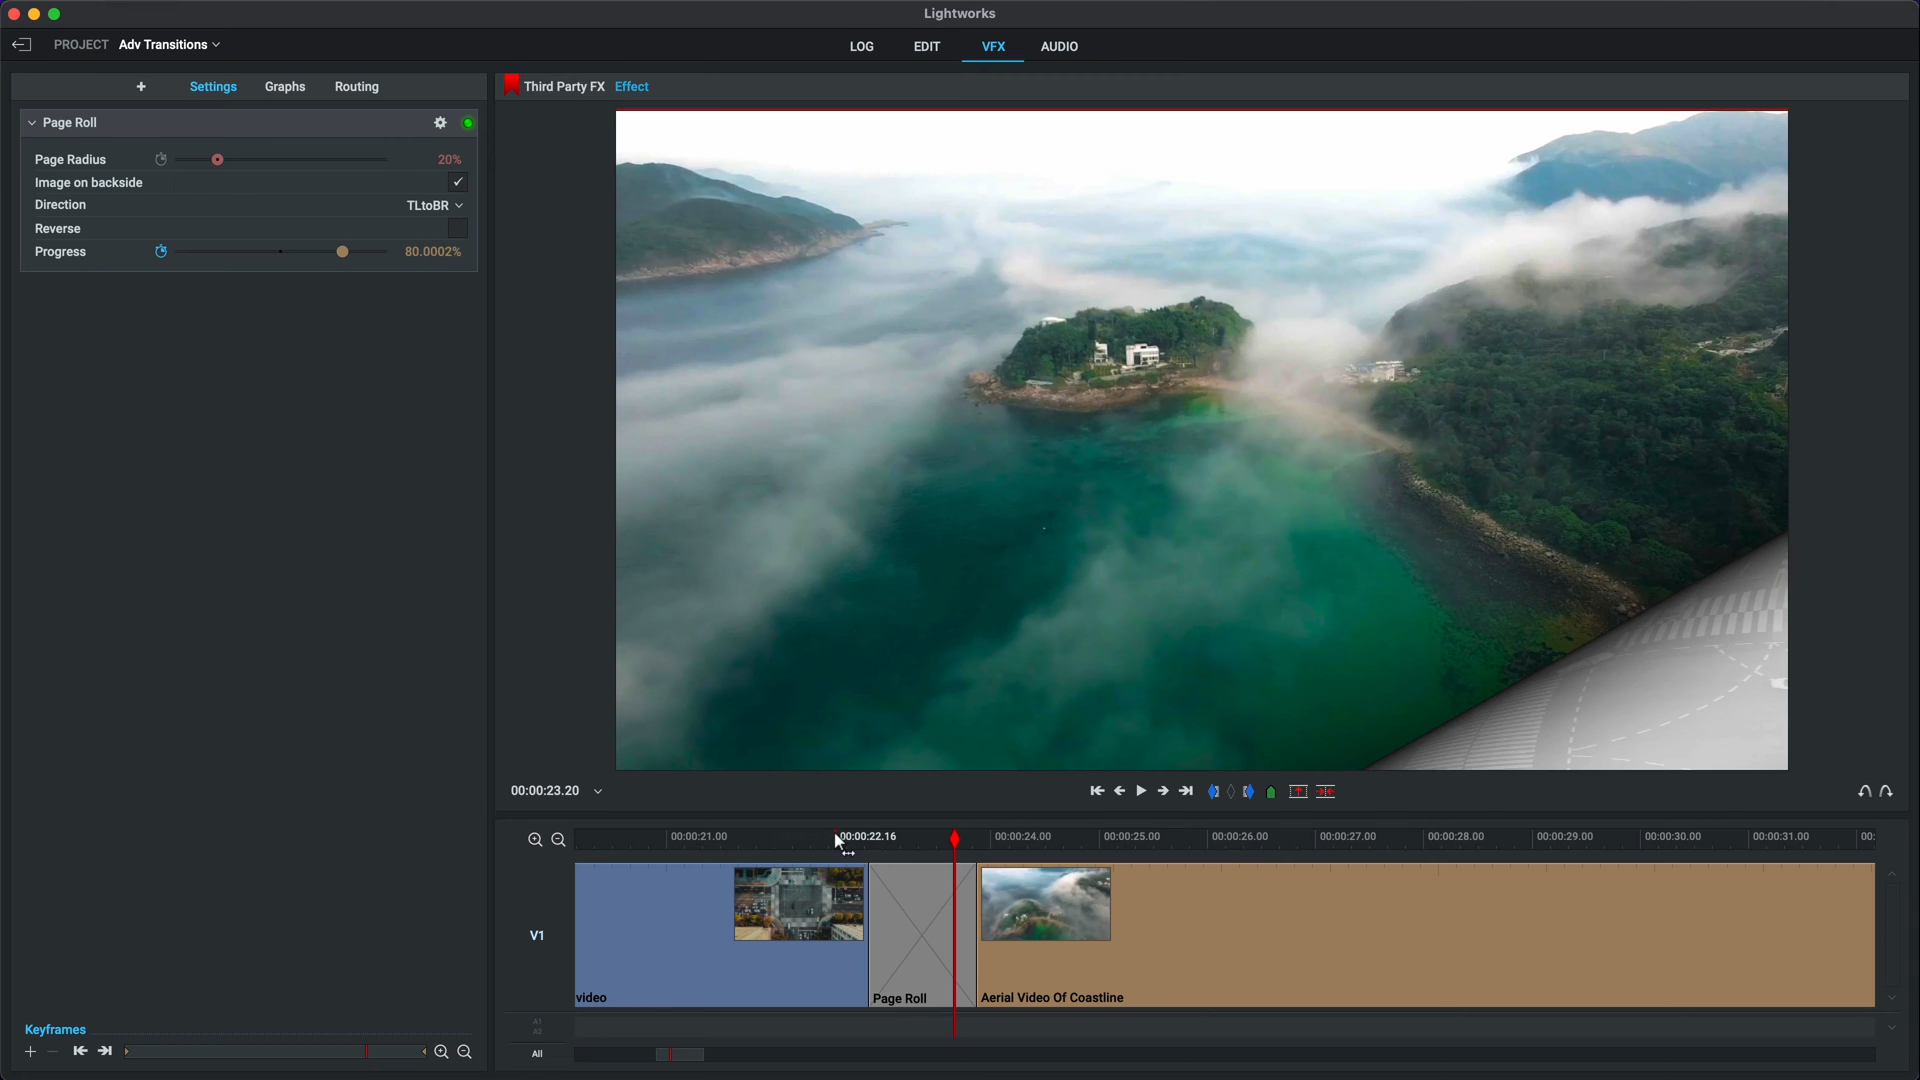 Lightworks
PROJECT Adv Transitions
LOG EDIT VFX AUDIO
Settings Graphs Routing
Third Party FX Effect
Page Roll
Page Radius 20%
Image on backside
Direction TLtoBR
Reverse
Progress 80.0002%
00:00:23.20
00:00:21.00 00:00:22.16 00:00:24.00 00:00:25.00 00:00:26.00 00:00:27.00 00:00:28.00 00:00:29.00 00:00:30.00 00:00:31.00 00:
V1
video Page Roll Aerial Video Of Coastline
A1
A2
All
Keyframes